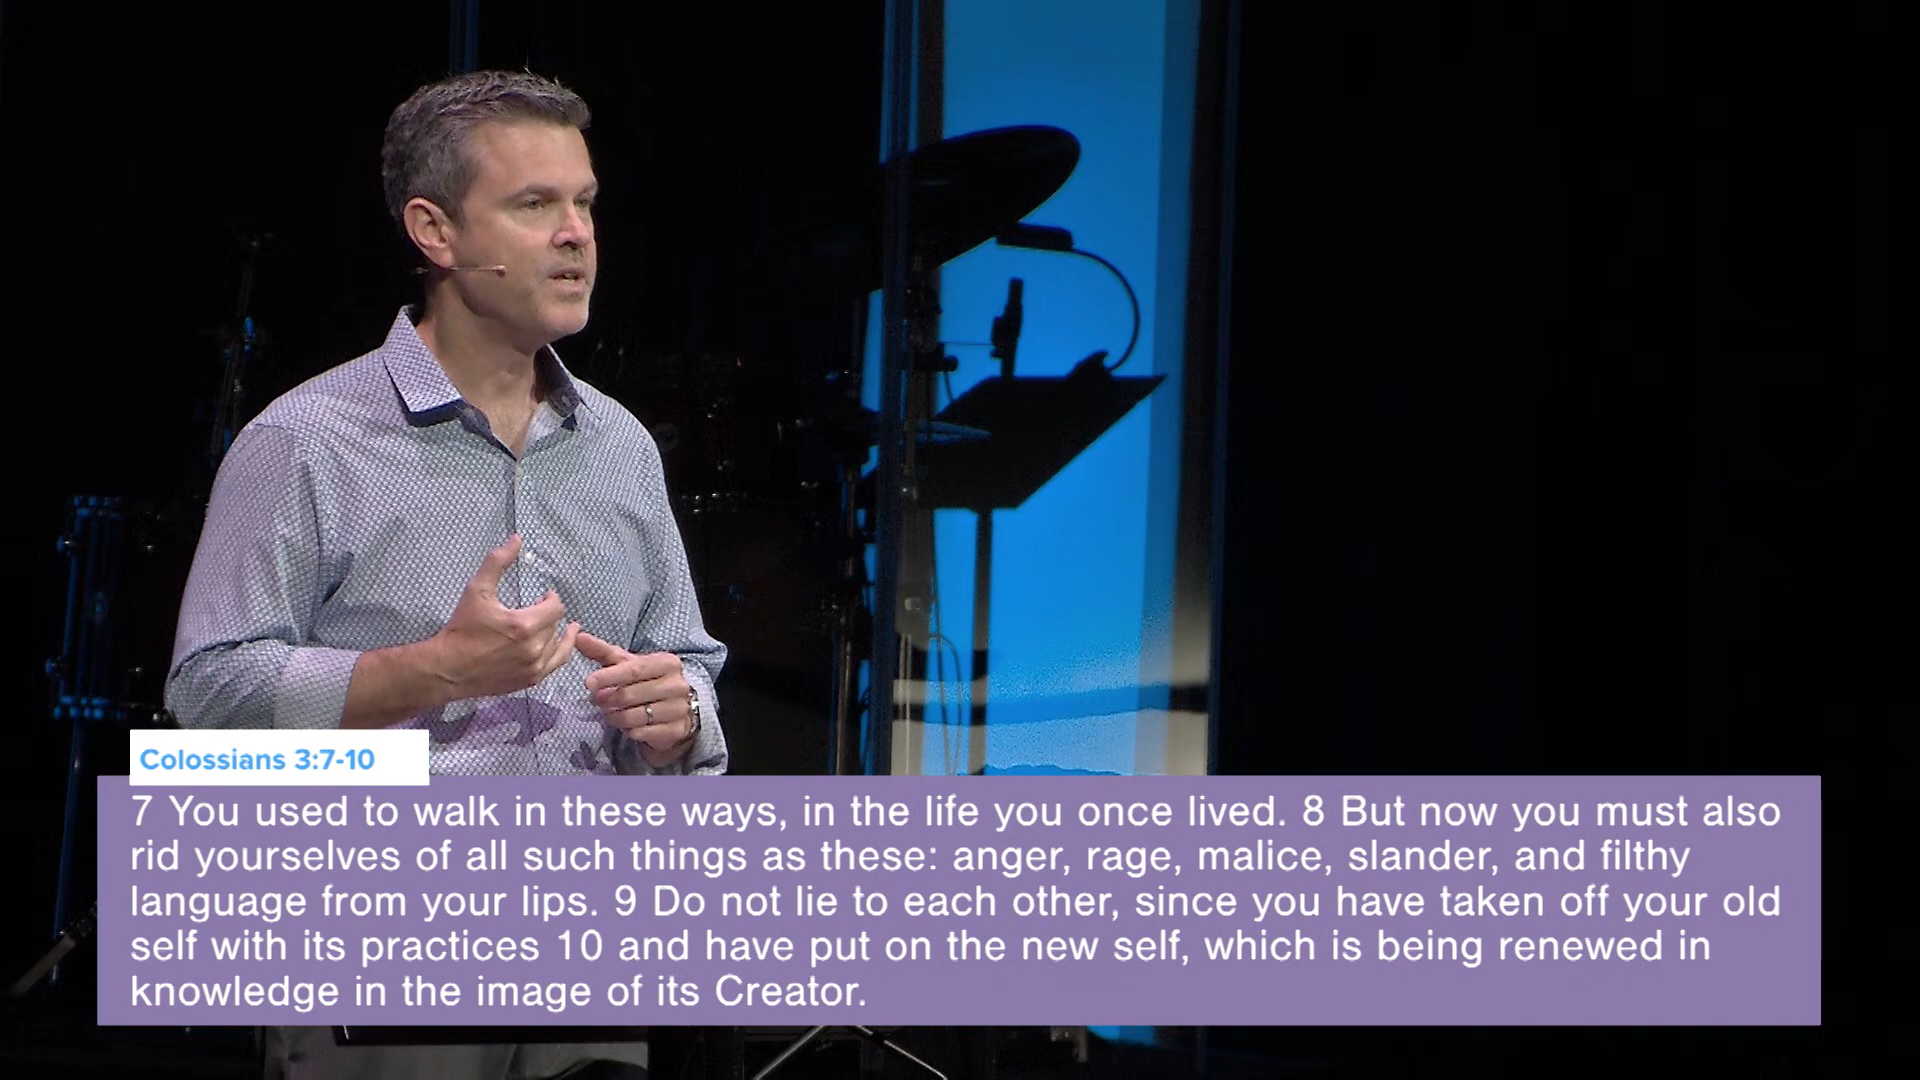 Colossians 3:7-10
7 You used to walk in these ways, in the life you once lived. 8 But now you must also
rid yourselves of all such things as these: anger, rage, malice, slander, and filthy
language from your lips. 9 Do not lie to each other, since you have taken off your old
self with its practices 10 and have put on the new self, which is being renewed in
knowledge in the image of its Creator.